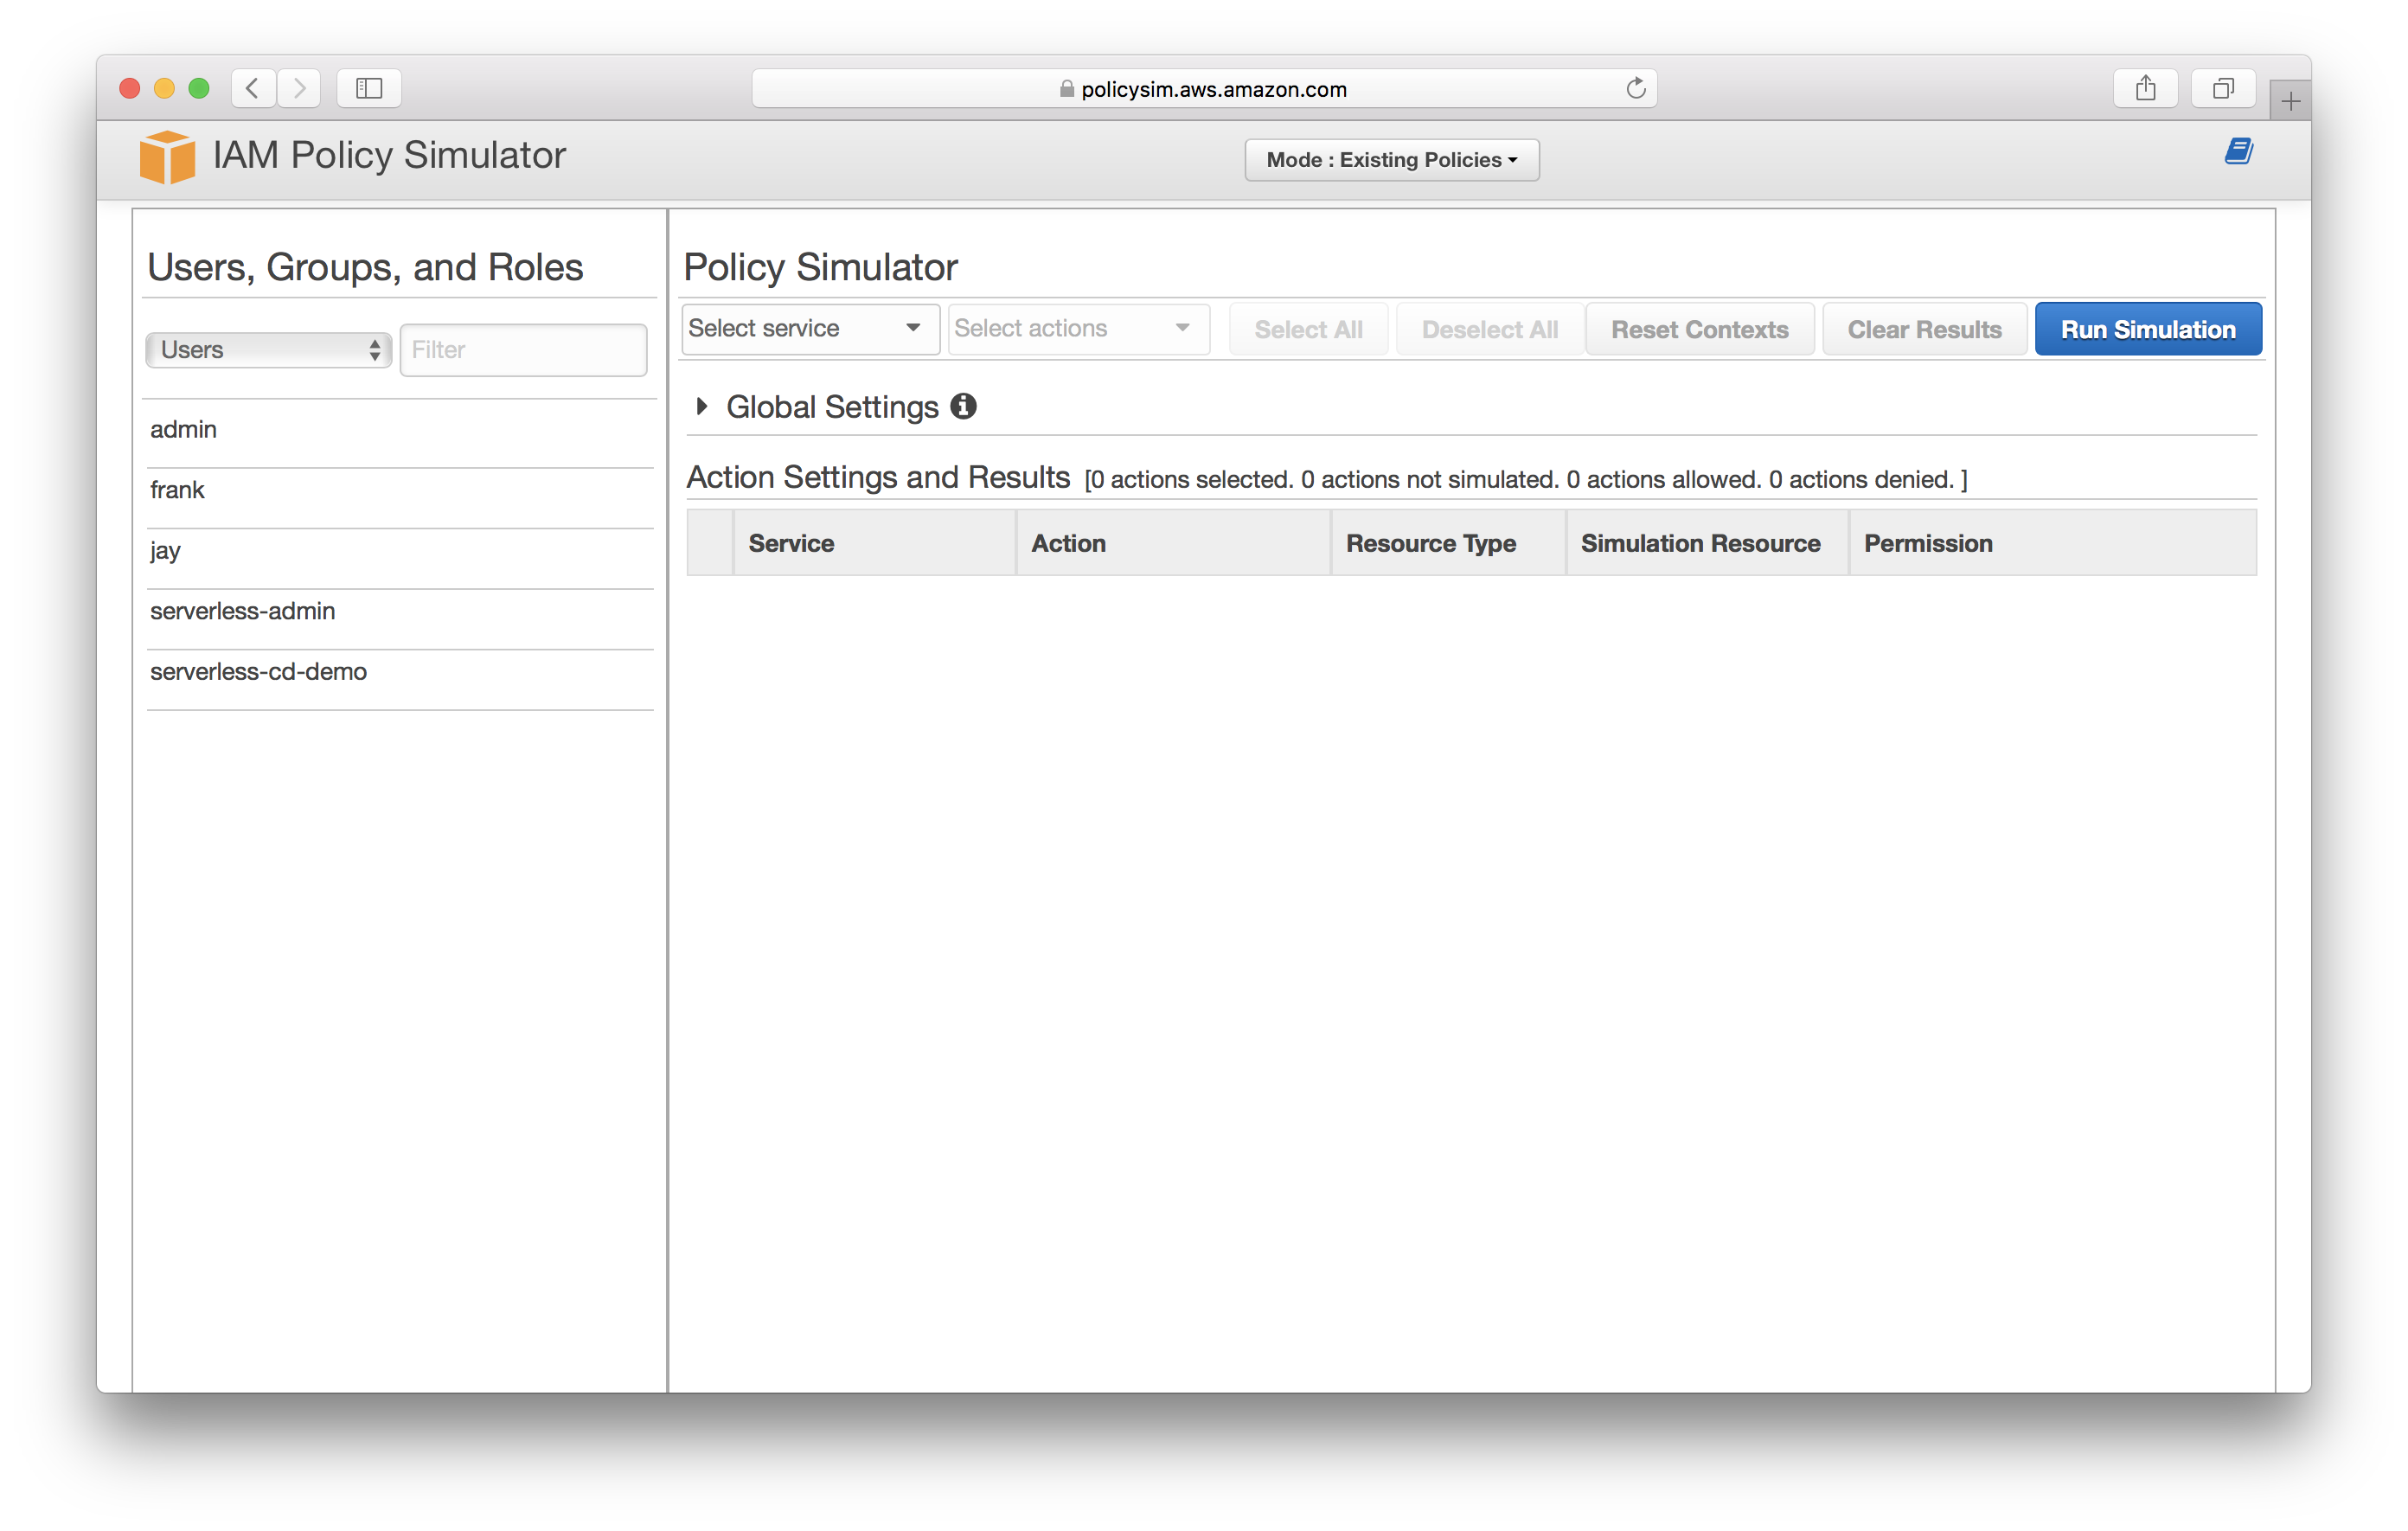 policysim.aws.amazon.com
IAM Policy Simulator
Mode : Existing Policies
Users, Groups, and Roles
Users
Filter
admin
frank
jay
serverless-admin
serverless-cd-demo
Policy Simulator
Select service
Select actions
Select All
Deselect All
Reset Contexts
Clear Results
Run Simulation
Global Settings
Action Settings and Results [0 actions selected. 0 actions not simulated. 0 actions allowed. 0 actions denied. ]
Service Action Resource Type Simulation Resource Permission